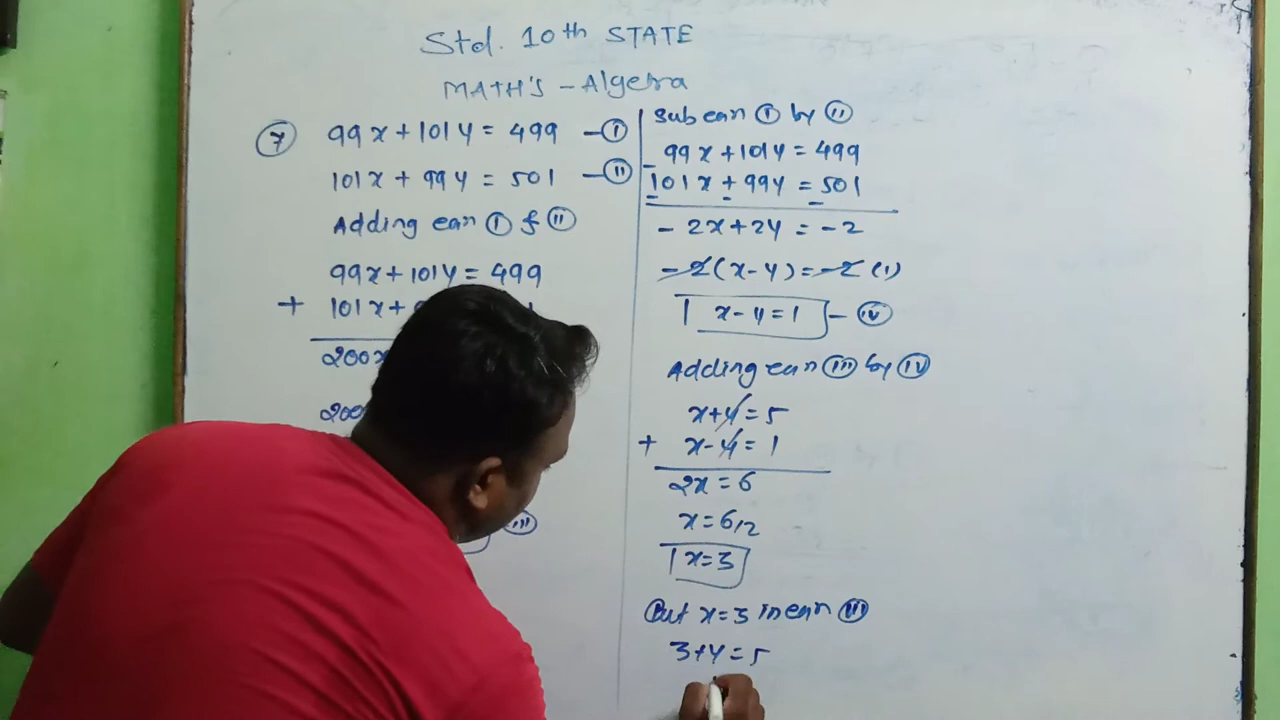 Std. 10th STATE
MATH'S - Algebra
⑦ 99x + 101y = 499 - Ⓘ
101x + 99y = 501 - Ⓘⓘ
Adding eqn Ⓘ & Ⓘⓘ
99x + 101y = 499
+ 101x +
200x
200
(iii)
Sub eqn Ⓘ by Ⓘⓘ
99x + 101y = 499
- 101x + 99y = 501
- - -
- 2x + 2y = -2
-2(x-y) = -2(1)
x-y=1 - (iv)
Adding eqn (iii) by (iv)
x+y=5
+ x-y=1
2x=6
x=6/2
x=3
Put x=3 in eqn (iii)
3+y=5